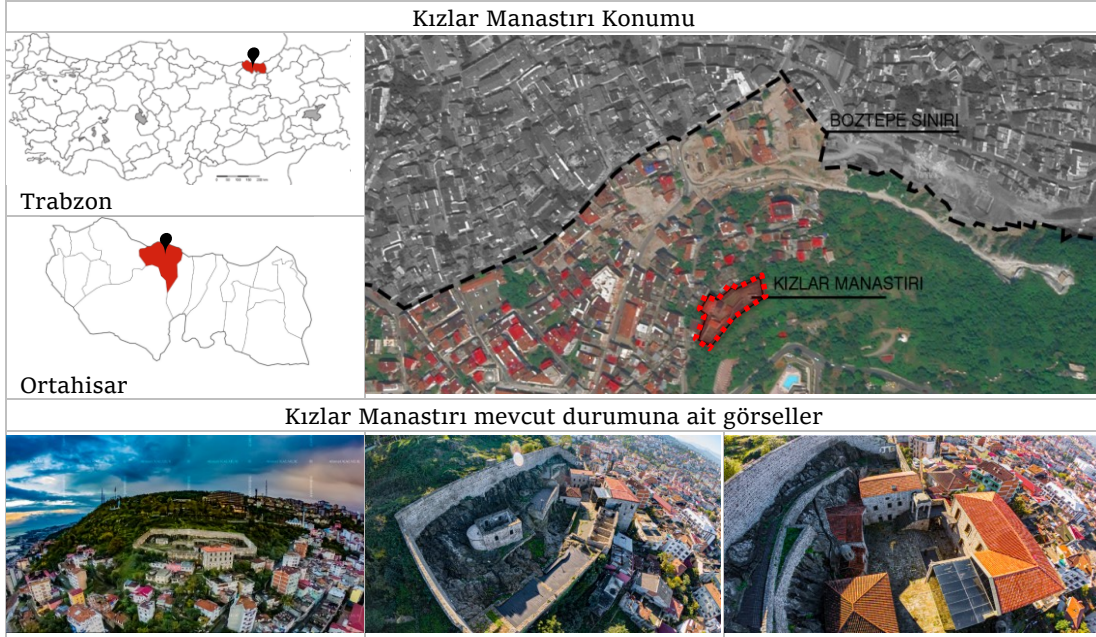 Kızlar Manastırı Konumu
Trabzon
Ortahisar
BOZTEPE SINIRI
KIZLAR MANASTIRI
Kızlar Manastırı mevcut durumuna ait görseller